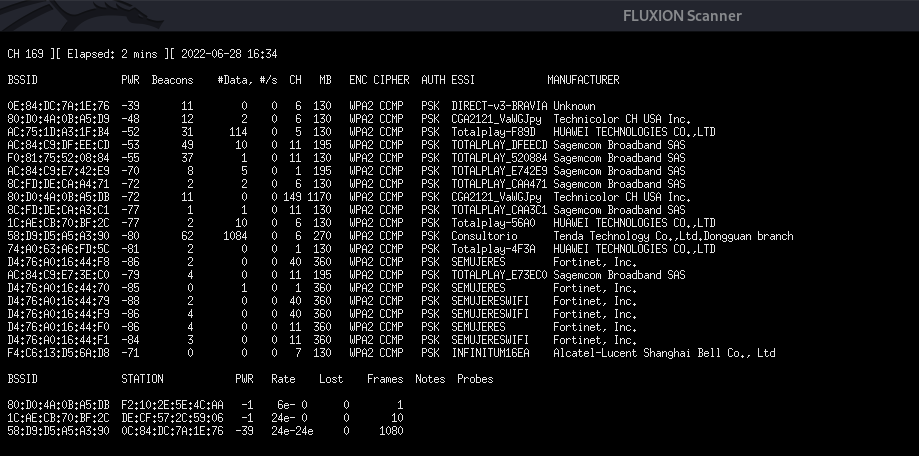 FLUXION Scanner
CH 169 ][ Elapsed: 2 mins ][ 2022-06-28 16:34
BSSID PWR Beacons #Data, #/s CH MB ENC CIPHER AUTH ESSI MANUFACTURER
0E:84:DC:7A:1E:76 -39 11 0 0 6 130 WPA2 CCMP PSK DIRECT-v3-BRAVIA Unknown
80:D0:4A:0B:A5:D9 -48 12 2 0 6 130 WPA2 CCMP PSK CGA2121_VaWGJpy Technicolor CH USA Inc.
AC:75:1D:A3:1F:B4 -52 31 114 0 5 130 WPA2 CCMP PSK Totalplay-F89D HUAWEI TECHNOLOGIES CO.,LTD
AC:84:C9:DF:EE:CD -53 49 10 0 11 195 WPA2 CCMP PSK TOTALPLAY_DFEECD Sagemcom Broadband SAS
F0:81:75:52:08:84 -55 37 1 0 11 130 WPA2 CCMP PSK TOTALPLAY_520884 Sagemcom Broadband SAS
AC:84:C9:E7:42:E9 -70 8 5 0 1 195 WPA2 CCMP PSK TOTALPLAY_E742E9 Sagemcom Broadband SAS
8C:FD:DE:CA:A4:71 -72 2 2 0 6 130 WPA2 CCMP PSK TOTALPLAY_CAA471 Sagemcom Broadband SAS
80:D0:4A:0B:A5:DB -72 11 0 0 149 1170 WPA2 CCMP PSK CGA2121_VaWGJpy Technicolor CH USA Inc.
8C:FD:DE:CA:A3:C1 -77 1 1 0 11 130 WPA2 CCMP PSK TOTALPLAY_CAA3C1 Sagemcom Broadband SAS
1C:AE:CB:70:BF:2C -77 2 10 0 6 130 WPA2 CCMP PSK Totalplay-56A0 HUAWEI TECHNOLOGIES CO.,LTD
58:D9:D5:A5:A3:90 -80 62 1084 0 6 270 WPA2 CCMP PSK Consultorio Tenda Technology Co.,Ltd.Dongguan branch
74:A0:63:A6:FD:5C -81 2 2 0 1 130 WPA2 CCMP PSK Totalplay-4F3A HUAWEI TECHNOLOGIES CO.,LTD
D4:76:A0:16:44:F8 -86 2 0 0 40 360 WPA2 CCMP PSK SEMUJERES Fortinet, Inc.
AC:84:C9:E7:3E:C0 -79 4 0 0 11 195 WPA2 CCMP PSK TOTALPLAY_E73EC0 Sagemcom Broadband SAS
D4:76:A0:16:44:70 -85 0 1 0 1 360 WPA2 CCMP PSK SEMUJERES Fortinet, Inc.
D4:76:A0:16:44:79 -88 2 0 0 40 360 WPA2 CCMP PSK SEMUJERESWIFI Fortinet, Inc.
D4:76:A0:16:44:F9 -86 4 0 0 40 360 WPA2 CCMP PSK SEMUJERESWIFI Fortinet, Inc.
D4:76:A0:16:44:F0 -86 4 0 0 11 360 WPA2 CCMP PSK SEMUJERES Fortinet, Inc.
D4:76:A0:16:44:F1 -84 3 0 0 11 360 WPA2 CCMP PSK SEMUJERESWIFI Fortinet, Inc.
F4:C6:13:D5:6A:D8 -71 0 0 0 7 130 WPA2 CCMP PSK INFINITUM16EA Alcatel-Lucent Shanghai Bell Co., Ltd
BSSID STATION PWR Rate Lost Frames Notes Probes
80:D0:4A:0B:A5:DB F2:10:2E:5E:4C:AA -1 6e- 0 0 1
1C:AE:CB:70:BF:2C DE:CF:57:2C:59:06 -1 24e- 0 0 10
58:D9:D5:A5:A3:90 0C:84:DC:7A:1E:76 -39 24e-24e 0 1080